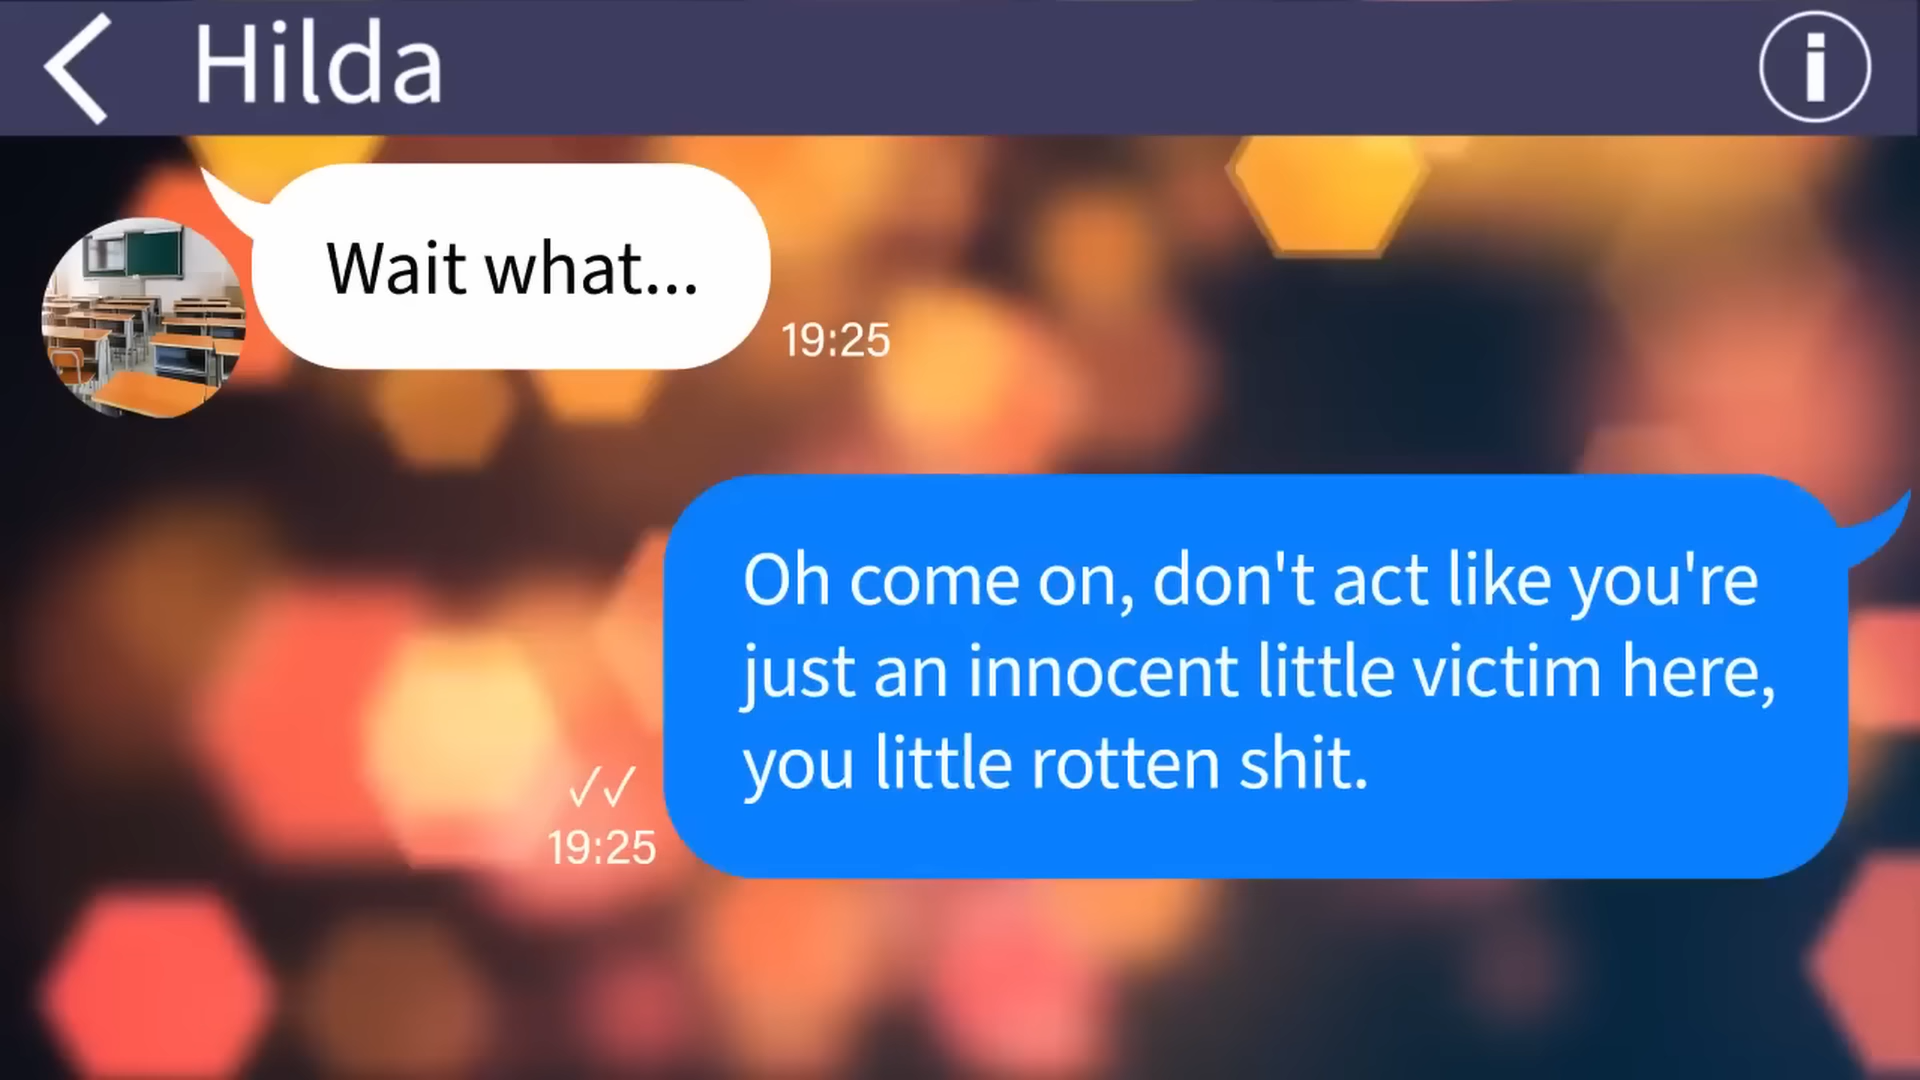 Hilda
Wait what...
19:25
Oh come on, don't act like you're
just an innocent little victim here,
you little rotten shit.
19:25